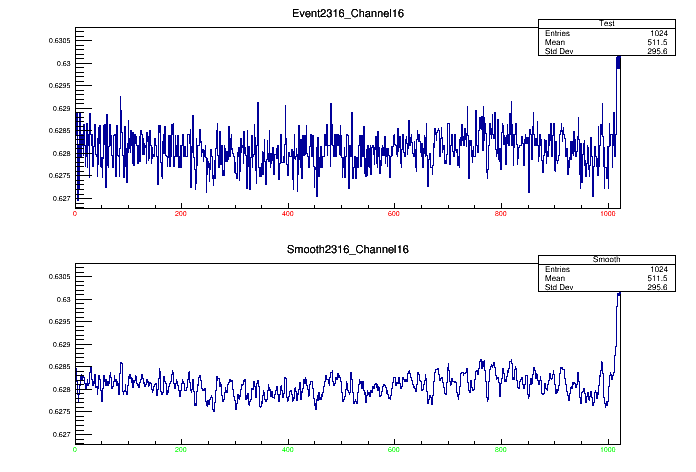 Event2316_Channel16
Test
Entries 1024
Mean 511.5
Std Dev 295.6
0.6305
0.63
0.6295
0.629
0.6285
0.628
0.6275
0.627
0 200 400 600 800 1000
Smooth2316_Channel16
Smooth
Entries 1024
Mean 511.5
Std Dev 295.6
0.6305
0.63
0.6295
0.629
0.6285
0.628
0.6275
0.627
0 200 400 600 800 1000